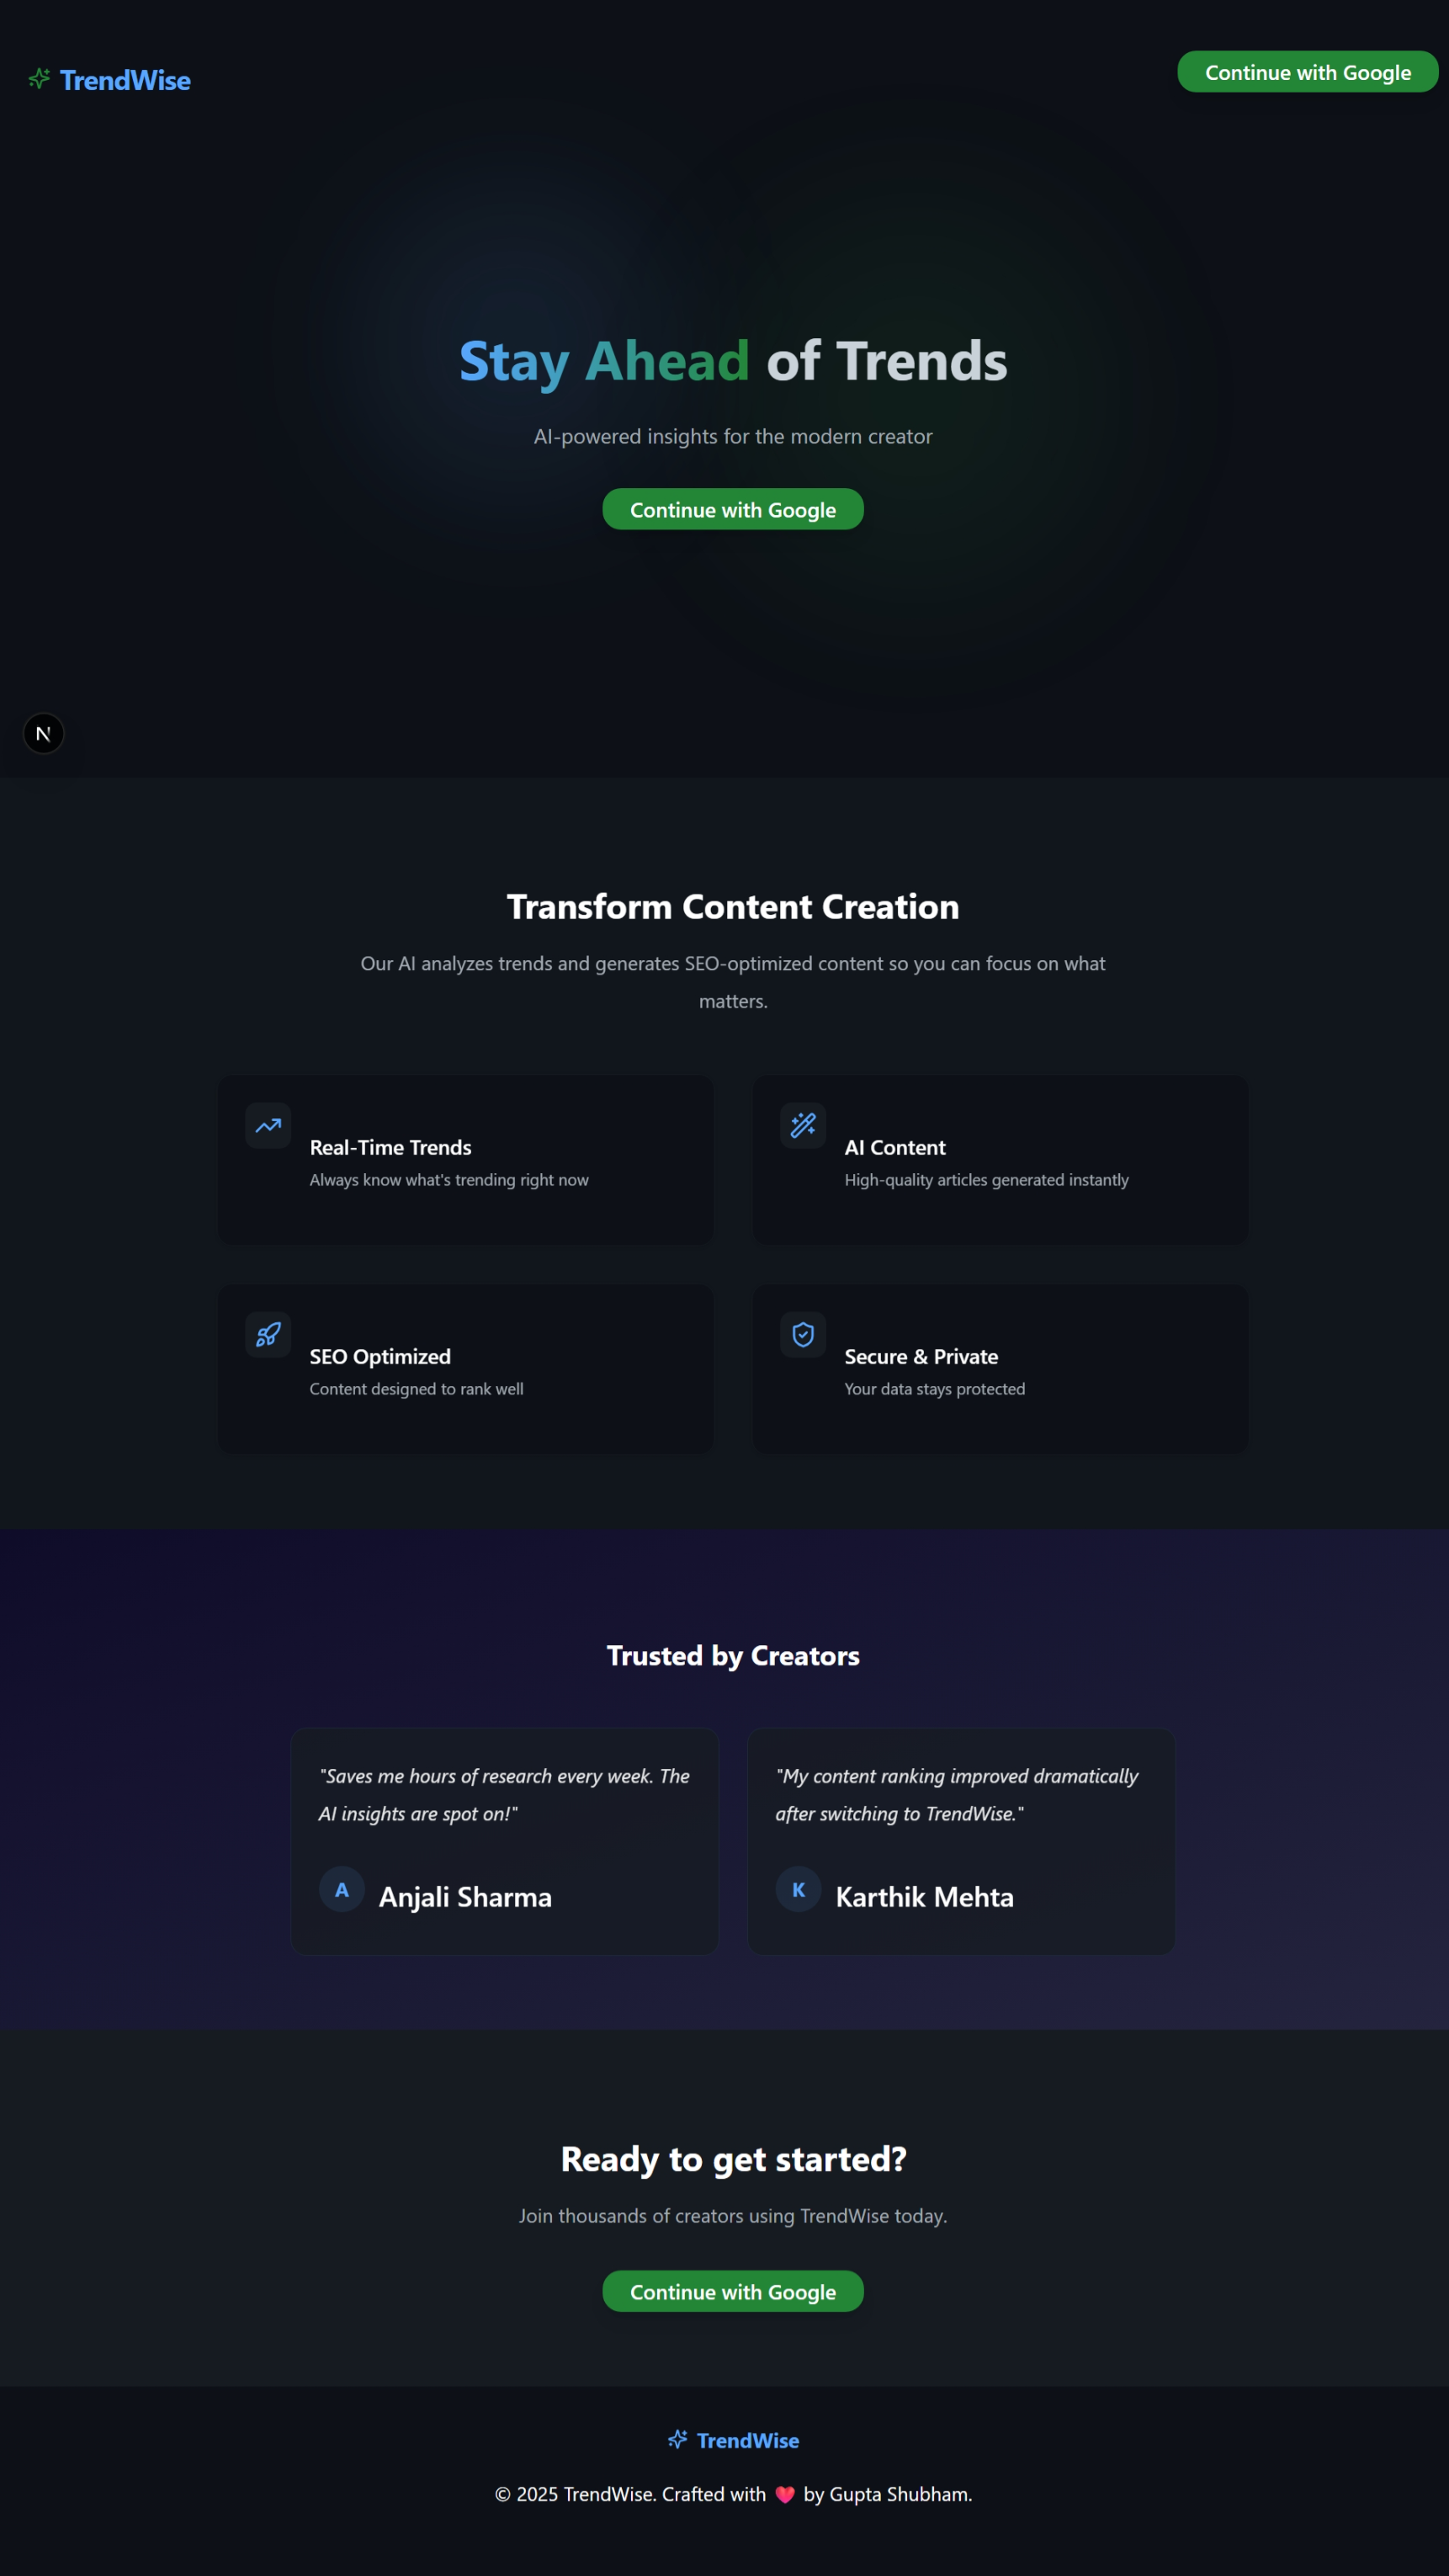 TrendWise
Continue with Google
Stay Ahead of Trends
AI-powered insights for the modern creator
Continue with Google
N
Transform Content Creation
Our AI analyzes trends and generates SEO-optimized content so you can focus on what
matters.
Real-Time Trends
Always know what's trending right now
AI Content
High-quality articles generated instantly
SEO Optimized
Content designed to rank well
Secure & Private
Your data stays protected
Trusted by Creators
"Saves me hours of research every week. The
AI insights are spot on!"
A Anjali Sharma
"My content ranking improved dramatically
after switching to TrendWise."
K Karthik Mehta
Ready to get started?
Join thousands of creators using TrendWise today.
Continue with Google
TrendWise
© 2025 TrendWise. Crafted with 💖 by Gupta Shubham.